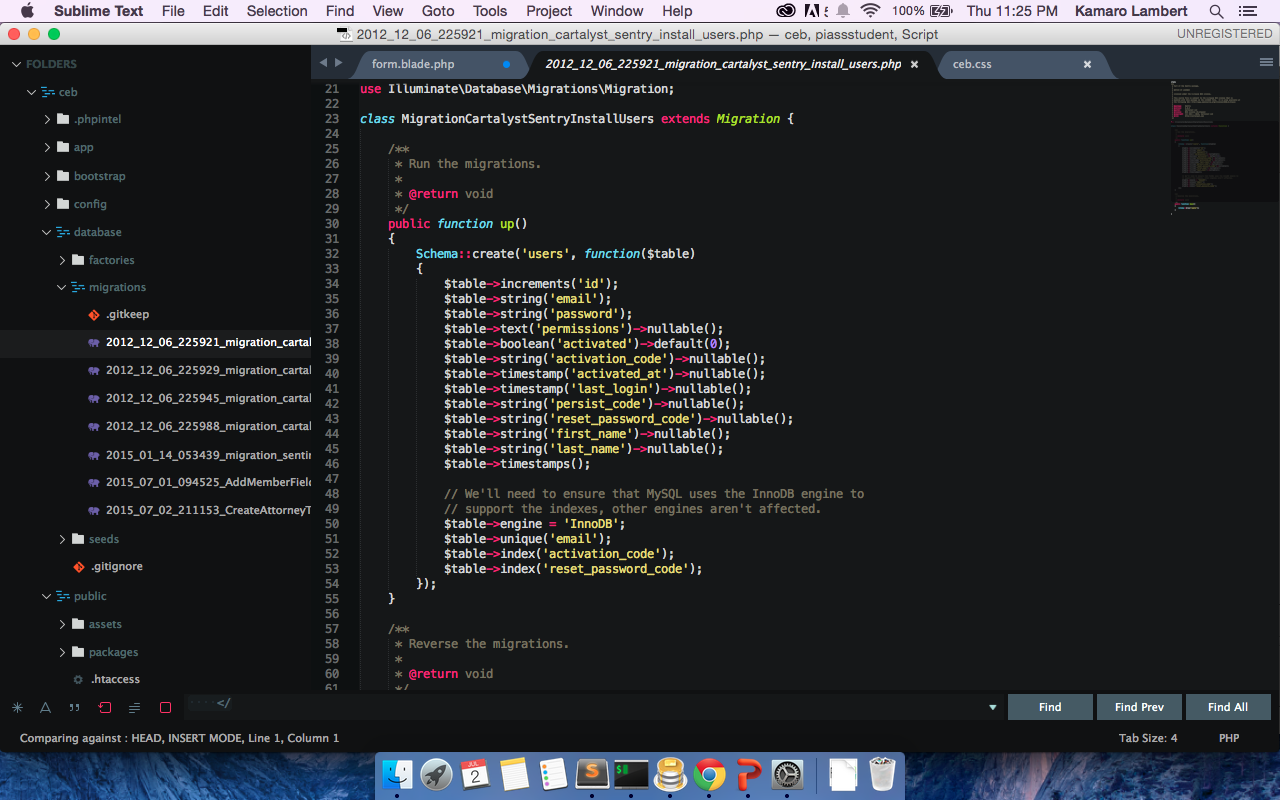 Sublime Text File Edit Selection Find View Goto Tools Project Window Help 5 100% Thu 11:25 PM Kamaro Lambert
2012_12_06_225921_migration_cartalyst_sentry_install_users.php — ceb, piassstudent, Script UNREGISTERED
FOLDERS
ceb
.phpintel
app
bootstrap
config
database
factories
migrations
.gitkeep
2012_12_06_225921_migration_cartal
2012_12_06_225929_migration_cartal
2012_12_06_225945_migration_cartal
2012_12_06_225988_migration_cartal
2015_01_14_053439_migration_sentin
2015_07_01_094525_AddMemberField
2015_07_02_211153_CreateAttorneyT
seeds
.gitignore
public
assets
packages
.htaccess
form.blade.php 2012_12_06_225921_migration_cartalyst_sentry_install_users.php × ceb.css ×
21 use Illuminate\Database\Migrations\Migration;
22
23 class MigrationCartalystSentryInstallUsers extends Migration {
24
25 /**
26 * Run the migrations.
27 *
28 * @return void
29 */
30 public function up()
31 {
32 Schema::create('users', function($table)
33 {
34 $table->increments('id');
35 $table->string('email');
36 $table->string('password');
37 $table->text('permissions')->nullable();
38 $table->boolean('activated')->default(0);
39 $table->string('activation_code')->nullable();
40 $table->timestamp('activated_at')->nullable();
41 $table->timestamp('last_login')->nullable();
42 $table->string('persist_code')->nullable();
43 $table->string('reset_password_code')->nullable();
44 $table->string('first_name')->nullable();
45 $table->string('last_name')->nullable();
46 $table->timestamps();
47
48 // We'll need to ensure that MySQL uses the InnoDB engine to
49 // support the indexes, other engines aren't affected.
50 $table->engine = 'InnoDB';
51 $table->unique('email');
52 $table->index('activation_code');
53 $table->index('reset_password_code');
54 });
55 }
56
57 /**
58 * Reverse the migrations.
59 *
60 * @return void
61 */
</ Find Find Prev Find All
Comparing against : HEAD, INSERT MODE, Line 1, Column 1 Tab Size: 4 PHP
JUL
2